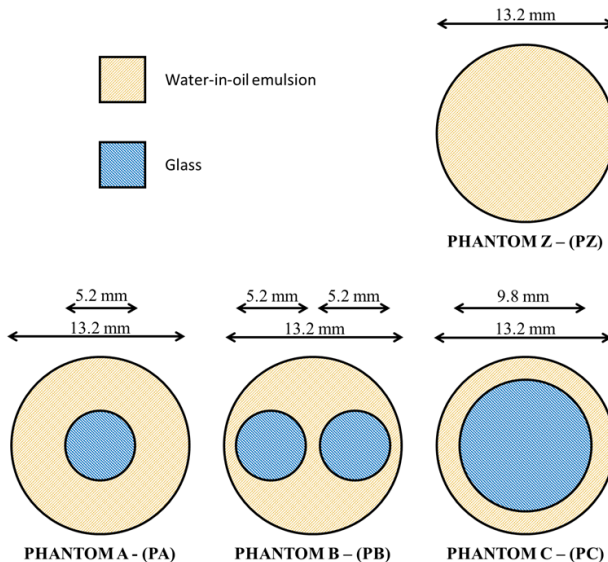 13.2 mm
Water-in-oil emulsion
Glass
PHANTOM Z – (PZ)
5.2 mm
13.2 mm
5.2 mm 5.2 mm
13.2 mm
9.8 mm
13.2 mm
PHANTOM A - (PA)
PHANTOM B – (PB)
PHANTOM C – (PC)